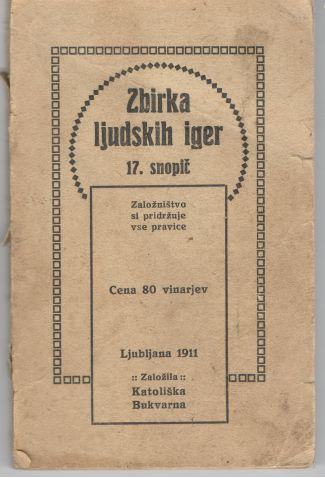 Zbirka
ljudskih iger
17. snopič
Založništvo
si pridržuje
vse pravice
Cena 80 vinarjev
Ljubljana 1911
:: Založila ::
Katoliška
Bukvarna